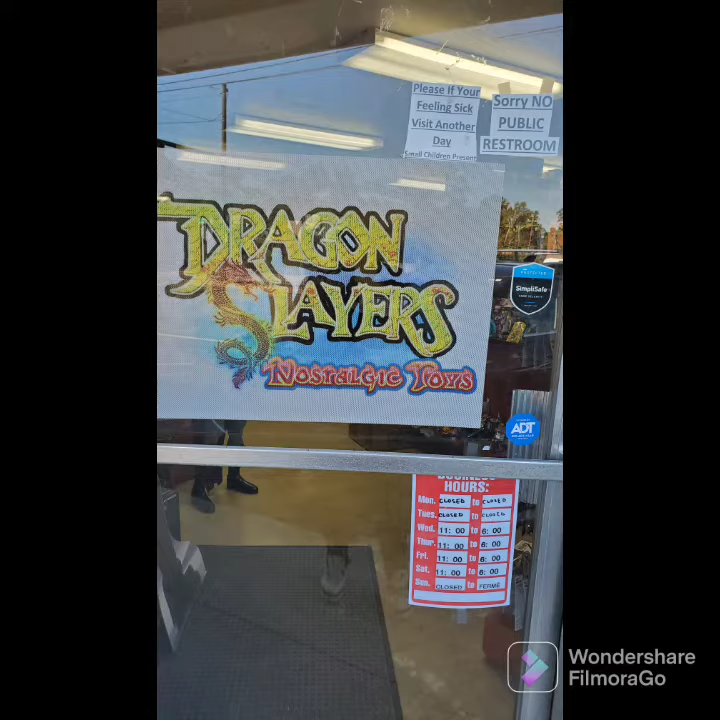 Please If Your
Feeling Sick
Visit Another
Day
Small Children Present
Sorry NO
PUBLIC
RESTROOM
DRAGON
SLAYERS
NOSTALGIC TOYS
PROTECTED
SimpliSafe
ADT
BUSINESS
HOURS:
Mon. CLOSED to CLOSED
Tues. CLOSED to CLOSED
Wed. 11: 00 to 6: 00
Thur. 11: 00 to 6: 00
Fri. 11: 00 to 6: 00
Sat. 11: 00 to 6: 00
Sun. CLOSED to FERMÉ
Wondershare
FilmoraGo